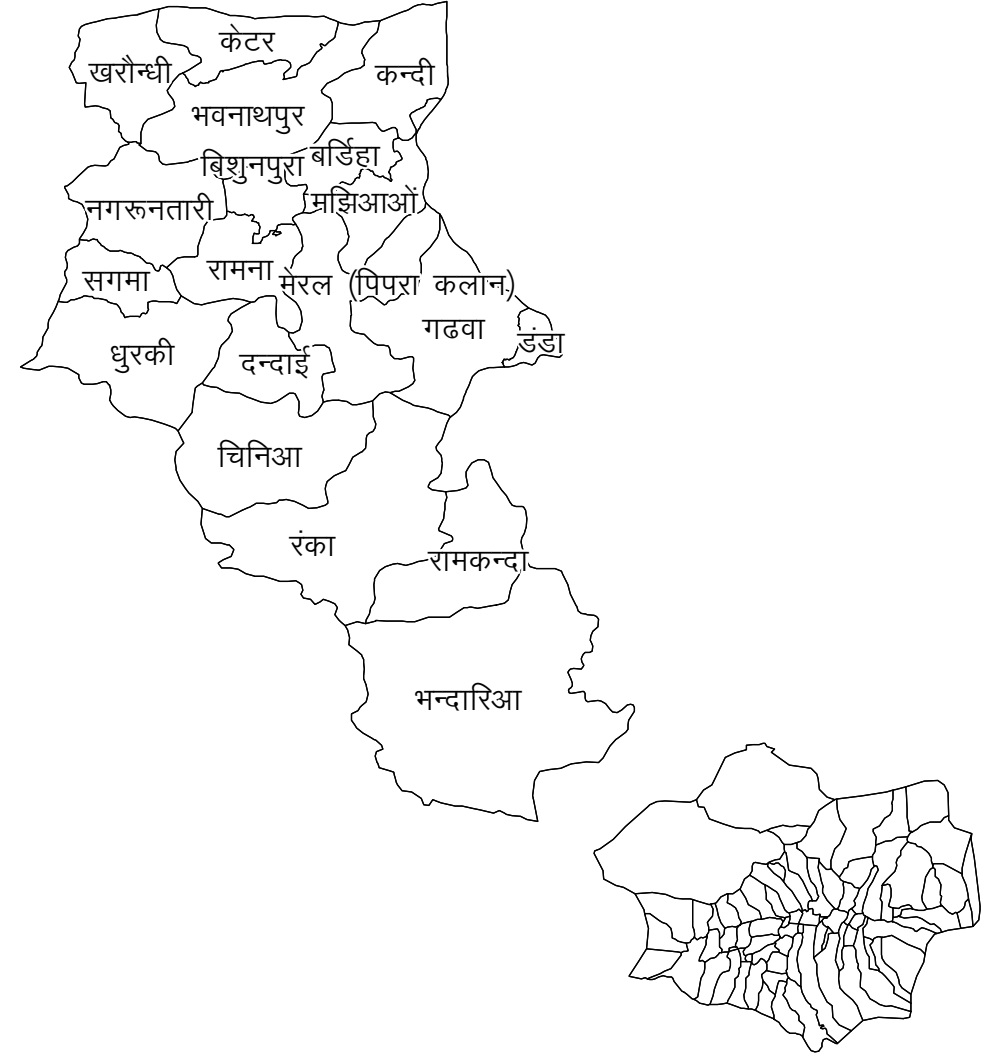 केटर
खरौन्धी
कन्दी
भवनाथपुर
बर्डिहा
बिशुनपुरा
मझिआओं
नगरूनतारी
रामना
सगमा
मेरल (पिपरा कलान)
गढवा
डंडा
धुरकी
दन्दाई
चिनिआ
रंका
रामकन्दा
भन्दारिआ